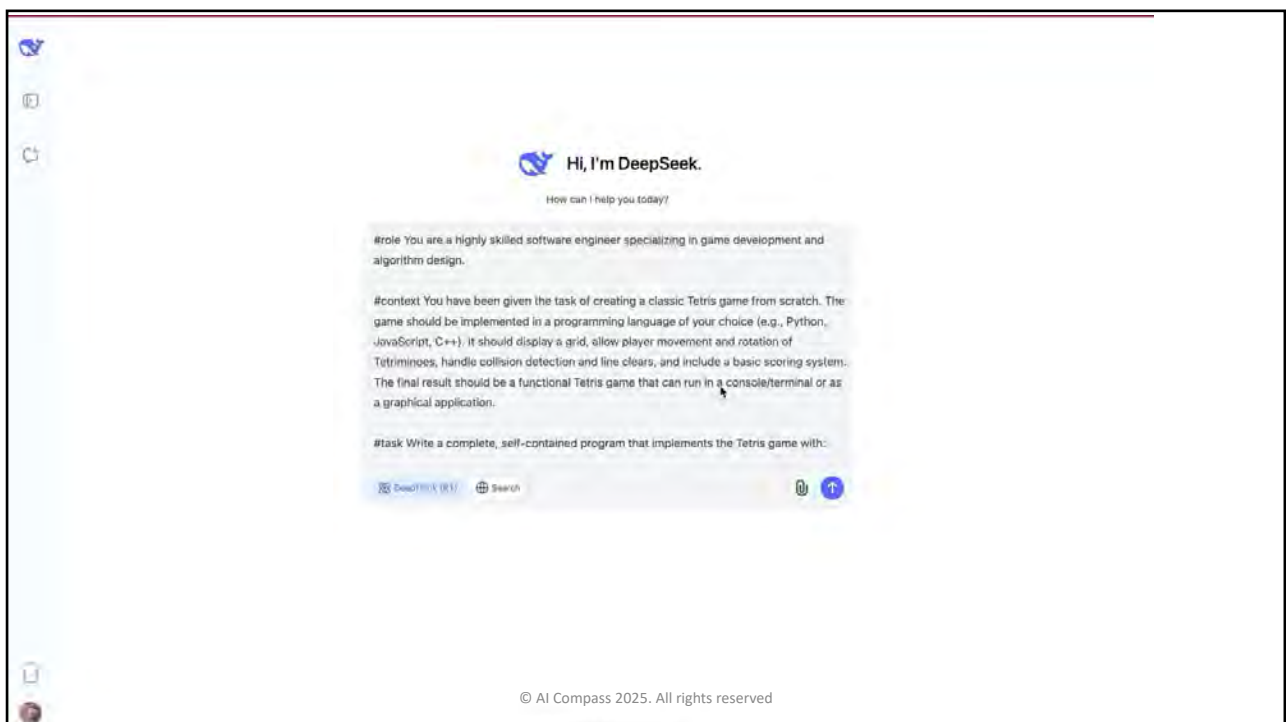 Hi, I'm DeepSeek.
How can I help you today?
#role You are a highly skilled software engineer specializing in game development and
algorithm design.
#context You have been given the task of creating a classic Tetris game from scratch. The
game should be implemented in a programming language of your choice (e.g., Python,
JavaScript, C++). It should display a grid, allow player movement and rotation of
Tetriminoes, handle collision detection and line clears, and include a basic scoring system.
The final result should be a functional Tetris game that can run in a console/terminal or as
a graphical application.
#task Write a complete, self-contained program that implements the Tetris game with:
DeepThink (R1) Search
© AI Compass 2025. All rights reserved